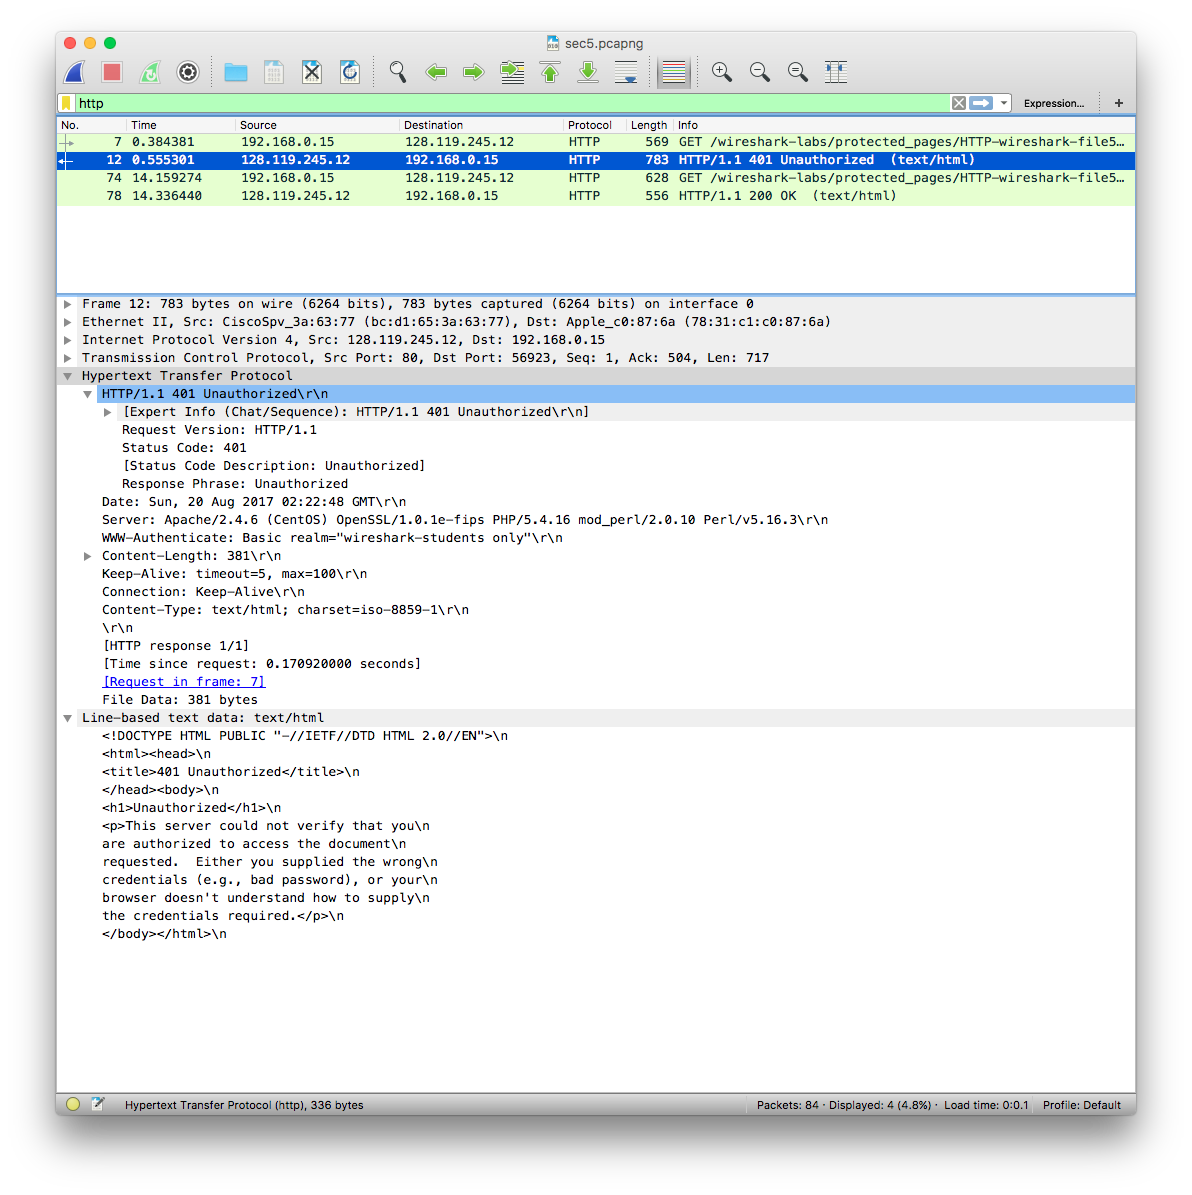 sec5.pcapng
http
Expression...
+
No. Time Source Destination Protocol Length Info
7 0.384381 192.168.0.15 128.119.245.12 HTTP 569 GET /wireshark-labs/protected_pages/HTTP-wireshark-file5…
12 0.555301 128.119.245.12 192.168.0.15 HTTP 783 HTTP/1.1 401 Unauthorized (text/html)
74 14.159274 192.168.0.15 128.119.245.12 HTTP 628 GET /wireshark-labs/protected_pages/HTTP-wireshark-file5…
78 14.336440 128.119.245.12 192.168.0.15 HTTP 556 HTTP/1.1 200 OK (text/html)
Frame 12: 783 bytes on wire (6264 bits), 783 bytes captured (6264 bits) on interface 0
Ethernet II, Src: CiscoSpv_3a:63:77 (bc:d1:65:3a:63:77), Dst: Apple_c0:87:6a (78:31:c1:c0:87:6a)
Internet Protocol Version 4, Src: 128.119.245.12, Dst: 192.168.0.15
Transmission Control Protocol, Src Port: 80, Dst Port: 56923, Seq: 1, Ack: 504, Len: 717
Hypertext Transfer Protocol
HTTP/1.1 401 Unauthorized\r\n
[Expert Info (Chat/Sequence): HTTP/1.1 401 Unauthorized\r\n]
Request Version: HTTP/1.1
Status Code: 401
[Status Code Description: Unauthorized]
Response Phrase: Unauthorized
Date: Sun, 20 Aug 2017 02:22:48 GMT\r\n
Server: Apache/2.4.6 (CentOS) OpenSSL/1.0.1e-fips PHP/5.4.16 mod_perl/2.0.10 Perl/v5.16.3\r\n
WWW-Authenticate: Basic realm="wireshark-students only"\r\n
Content-Length: 381\r\n
Keep-Alive: timeout=5, max=100\r\n
Connection: Keep-Alive\r\n
Content-Type: text/html; charset=iso-8859-1\r\n
\r\n
[HTTP response 1/1]
[Time since request: 0.170920000 seconds]
[Request in frame: 7]
File Data: 381 bytes
Line-based text data: text/html
<!DOCTYPE HTML PUBLIC "-//IETF//DTD HTML 2.0//EN">\n
<html><head>\n
<title>401 Unauthorized</title>\n
</head><body>\n
<h1>Unauthorized</h1>\n
<p>This server could not verify that you\n
are authorized to access the document\n
requested.  Either you supplied the wrong\n
credentials (e.g., bad password), or your\n
browser doesn't understand how to supply\n
the credentials required.</p>\n
</body></html>\n
Hypertext Transfer Protocol (http), 336 bytes
Packets: 84 · Displayed: 4 (4.8%) · Load time: 0:0.1
Profile: Default